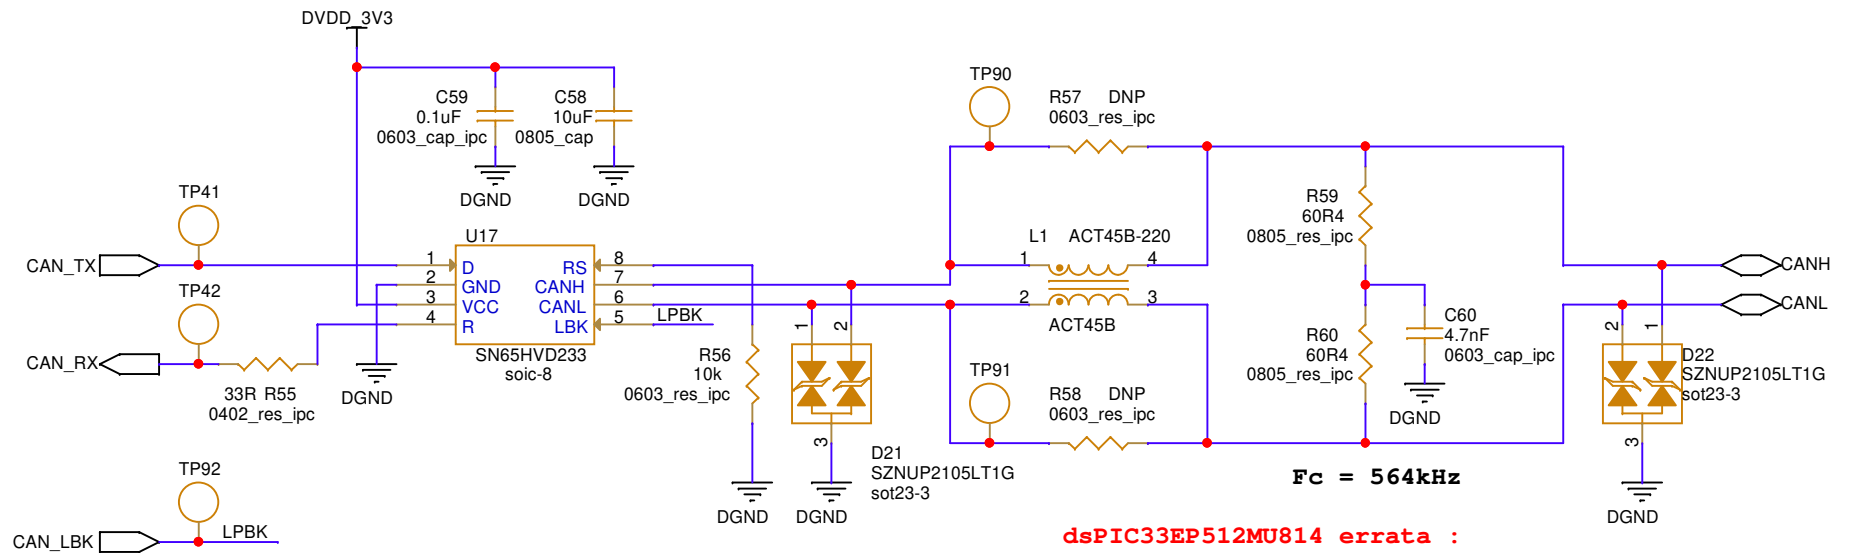 DVDD_3V3
C59
0.1uF
0603_cap_ipc
DGND
C58
10uF
0805_cap
DGND
TP41
CAN_TX
TP42
CAN_RX
33R R55
0402_res_ipc
DGND
U17
1 D
2 GND
3 VCC
4 R
RS 8
CANH 7
CANL 6
LBK 5
SN65HVD233
soic-8
LPBK
R56
10k
0603_res_ipc
DGND
1
2
3
D21
SZNUP2105LT1G
sot23-3
DGND
TP90
R57 DNP
0603_res_ipc
L1 ACT45B-220
1
4
2
3
ACT45B
TP91
R58 DNP
0603_res_ipc
R59
60R4
0805_res_ipc
R60
60R4
0805_res_ipc
C60
4.7nF
0603_cap_ipc
DGND
CANH
CANL
2
1
3
D22
SZNUP2105LT1G
sot23-3
DGND
Fc = 564kHz
TP92
CAN_LBK
LPBK
dsPIC33EP512MU814 errata :